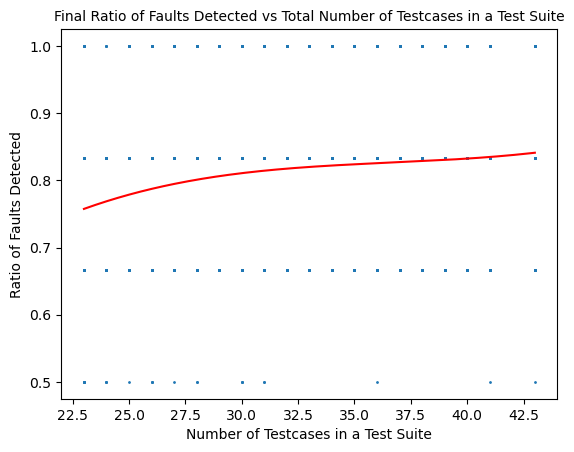 Final Ratio of Faults Detected vs Total Number of Testcases in a Test Suite
1.0
0.9
0.8
0.7
0.6
0.5
Ratio of Faults Detected
22.5 25.0 27.5 30.0 32.5 35.0 37.5 40.0 42.5
Number of Testcases in a Test Suite